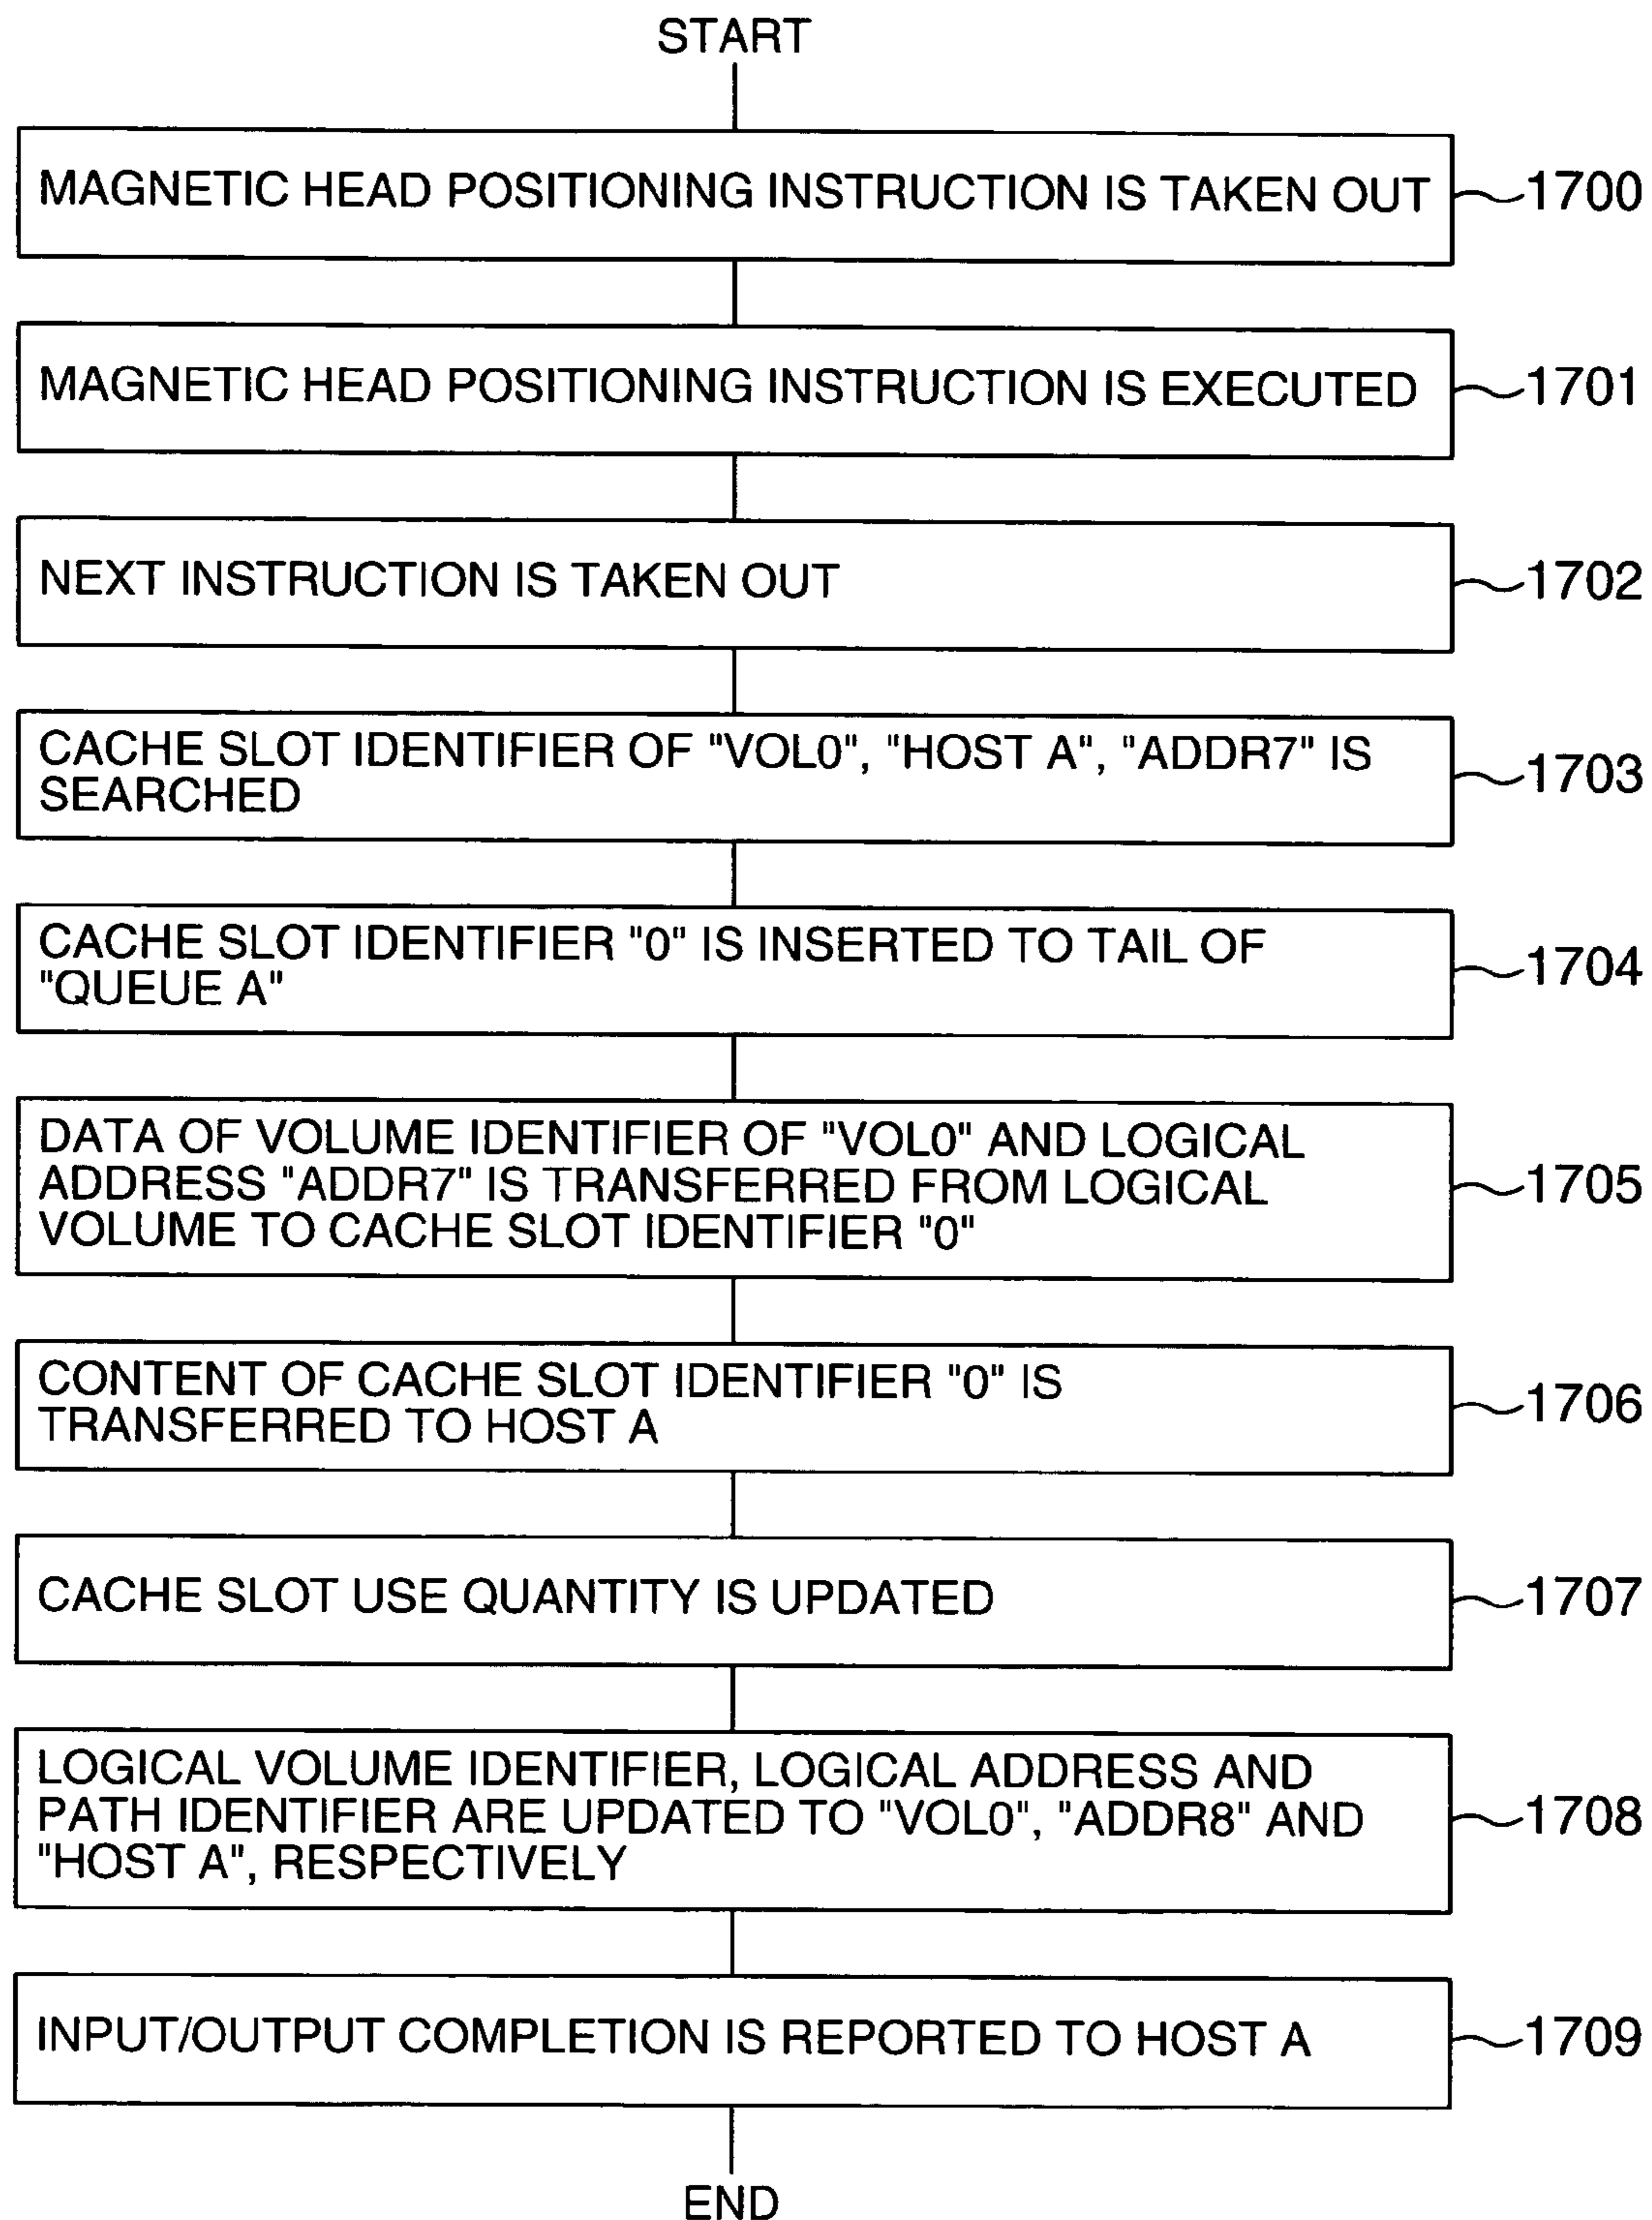 START
MAGNETIC HEAD POSITIONING INSTRUCTION IS TAKEN OUT 1700
MAGNETIC HEAD POSITIONING INSTRUCTION IS EXECUTED 1701
NEXT INSTRUCTION IS TAKEN OUT 1702
CACHE SLOT IDENTIFIER OF "VOL0", "HOST A", "ADDR7" IS
SEARCHED
1703
CACHE SLOT IDENTIFIER "0" IS INSERTED TO TAIL OF
"QUEUE A"
1704
DATA OF VOLUME IDENTIFIER OF "VOL0" AND LOGICAL
ADDRESS "ADDR7" IS TRANSFERRED FROM LOGICAL
VOLUME TO CACHE SLOT IDENTIFIER "0"
1705
CONTENT OF CACHE SLOT IDENTIFIER "0" IS
TRANSFERRED TO HOST A
1706
CACHE SLOT USE QUANTITY IS UPDATED 1707
LOGICAL VOLUME IDENTIFIER, LOGICAL ADDRESS AND
PATH IDENTIFIER ARE UPDATED TO "VOL0", "ADDR8" AND
"HOST A", RESPECTIVELY
1708
INPUT/OUTPUT COMPLETION IS REPORTED TO HOST A 1709
END